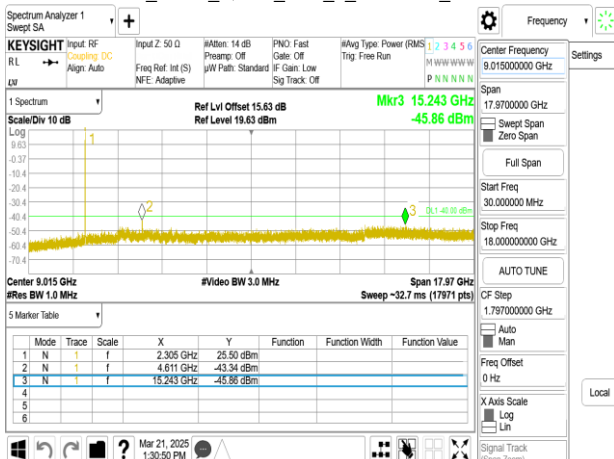 Spectrum Analyzer 1
Swept SA
Frequency
KEYSIGHT
RL
Input: RF
Coupling: DC
Align: Auto
Input Z: 50 Ω
Freq Ref: Int (S)
NFE: Adaptive
#Atten: 14 dB
Preamp: Off
µW Path: Standard
PNO: Fast
Gate: Off
IF Gain: Low
Sig Track: Off
#Avg Type: Power (RMS
Trig: Free Run
1 2 3 4 5 6
M W W W W W
P N N N N N
Center Frequency
9.015000000 GHz
Settings
Span
17.9700000 GHz
Swept Span
Zero Span
Full Span
Start Freq
30.000000 MHz
Stop Freq
18.000000000 GHz
AUTO TUNE
CF Step
1.797000000 GHz
Auto
Man
Freq Offset
0 Hz
X Axis Scale
Log
Lin
Local
Signal Track
(Span Zoom)
1 Spectrum
Scale/Div 10 dB
Ref Lvl Offset 15.63 dB
Ref Level 19.63 dBm
Mkr3 15.243 GHz
-45.86 dBm
Log
9.63
-0.37
-10.4
-20.4
-30.4
-40.4
-50.4
-60.4
-70.4
1
2
3
DL1 -40.00 dBm
Center 9.015 GHz
#Res BW 1.0 MHz
#Video BW 3.0 MHz
Span 17.97 GHz
Sweep ~32.7 ms (17971 pts)
5 Marker Table
Mode Trace Scale X Y Function Function Width Function Value
1 N 1 f 2.305 GHz 25.50 dBm
2 N 1 f 4.611 GHz -43.34 dBm
3 N 1 f 15.243 GHz -45.86 dBm
4
5
6
?
Mar 21, 2025
1:30:50 PM